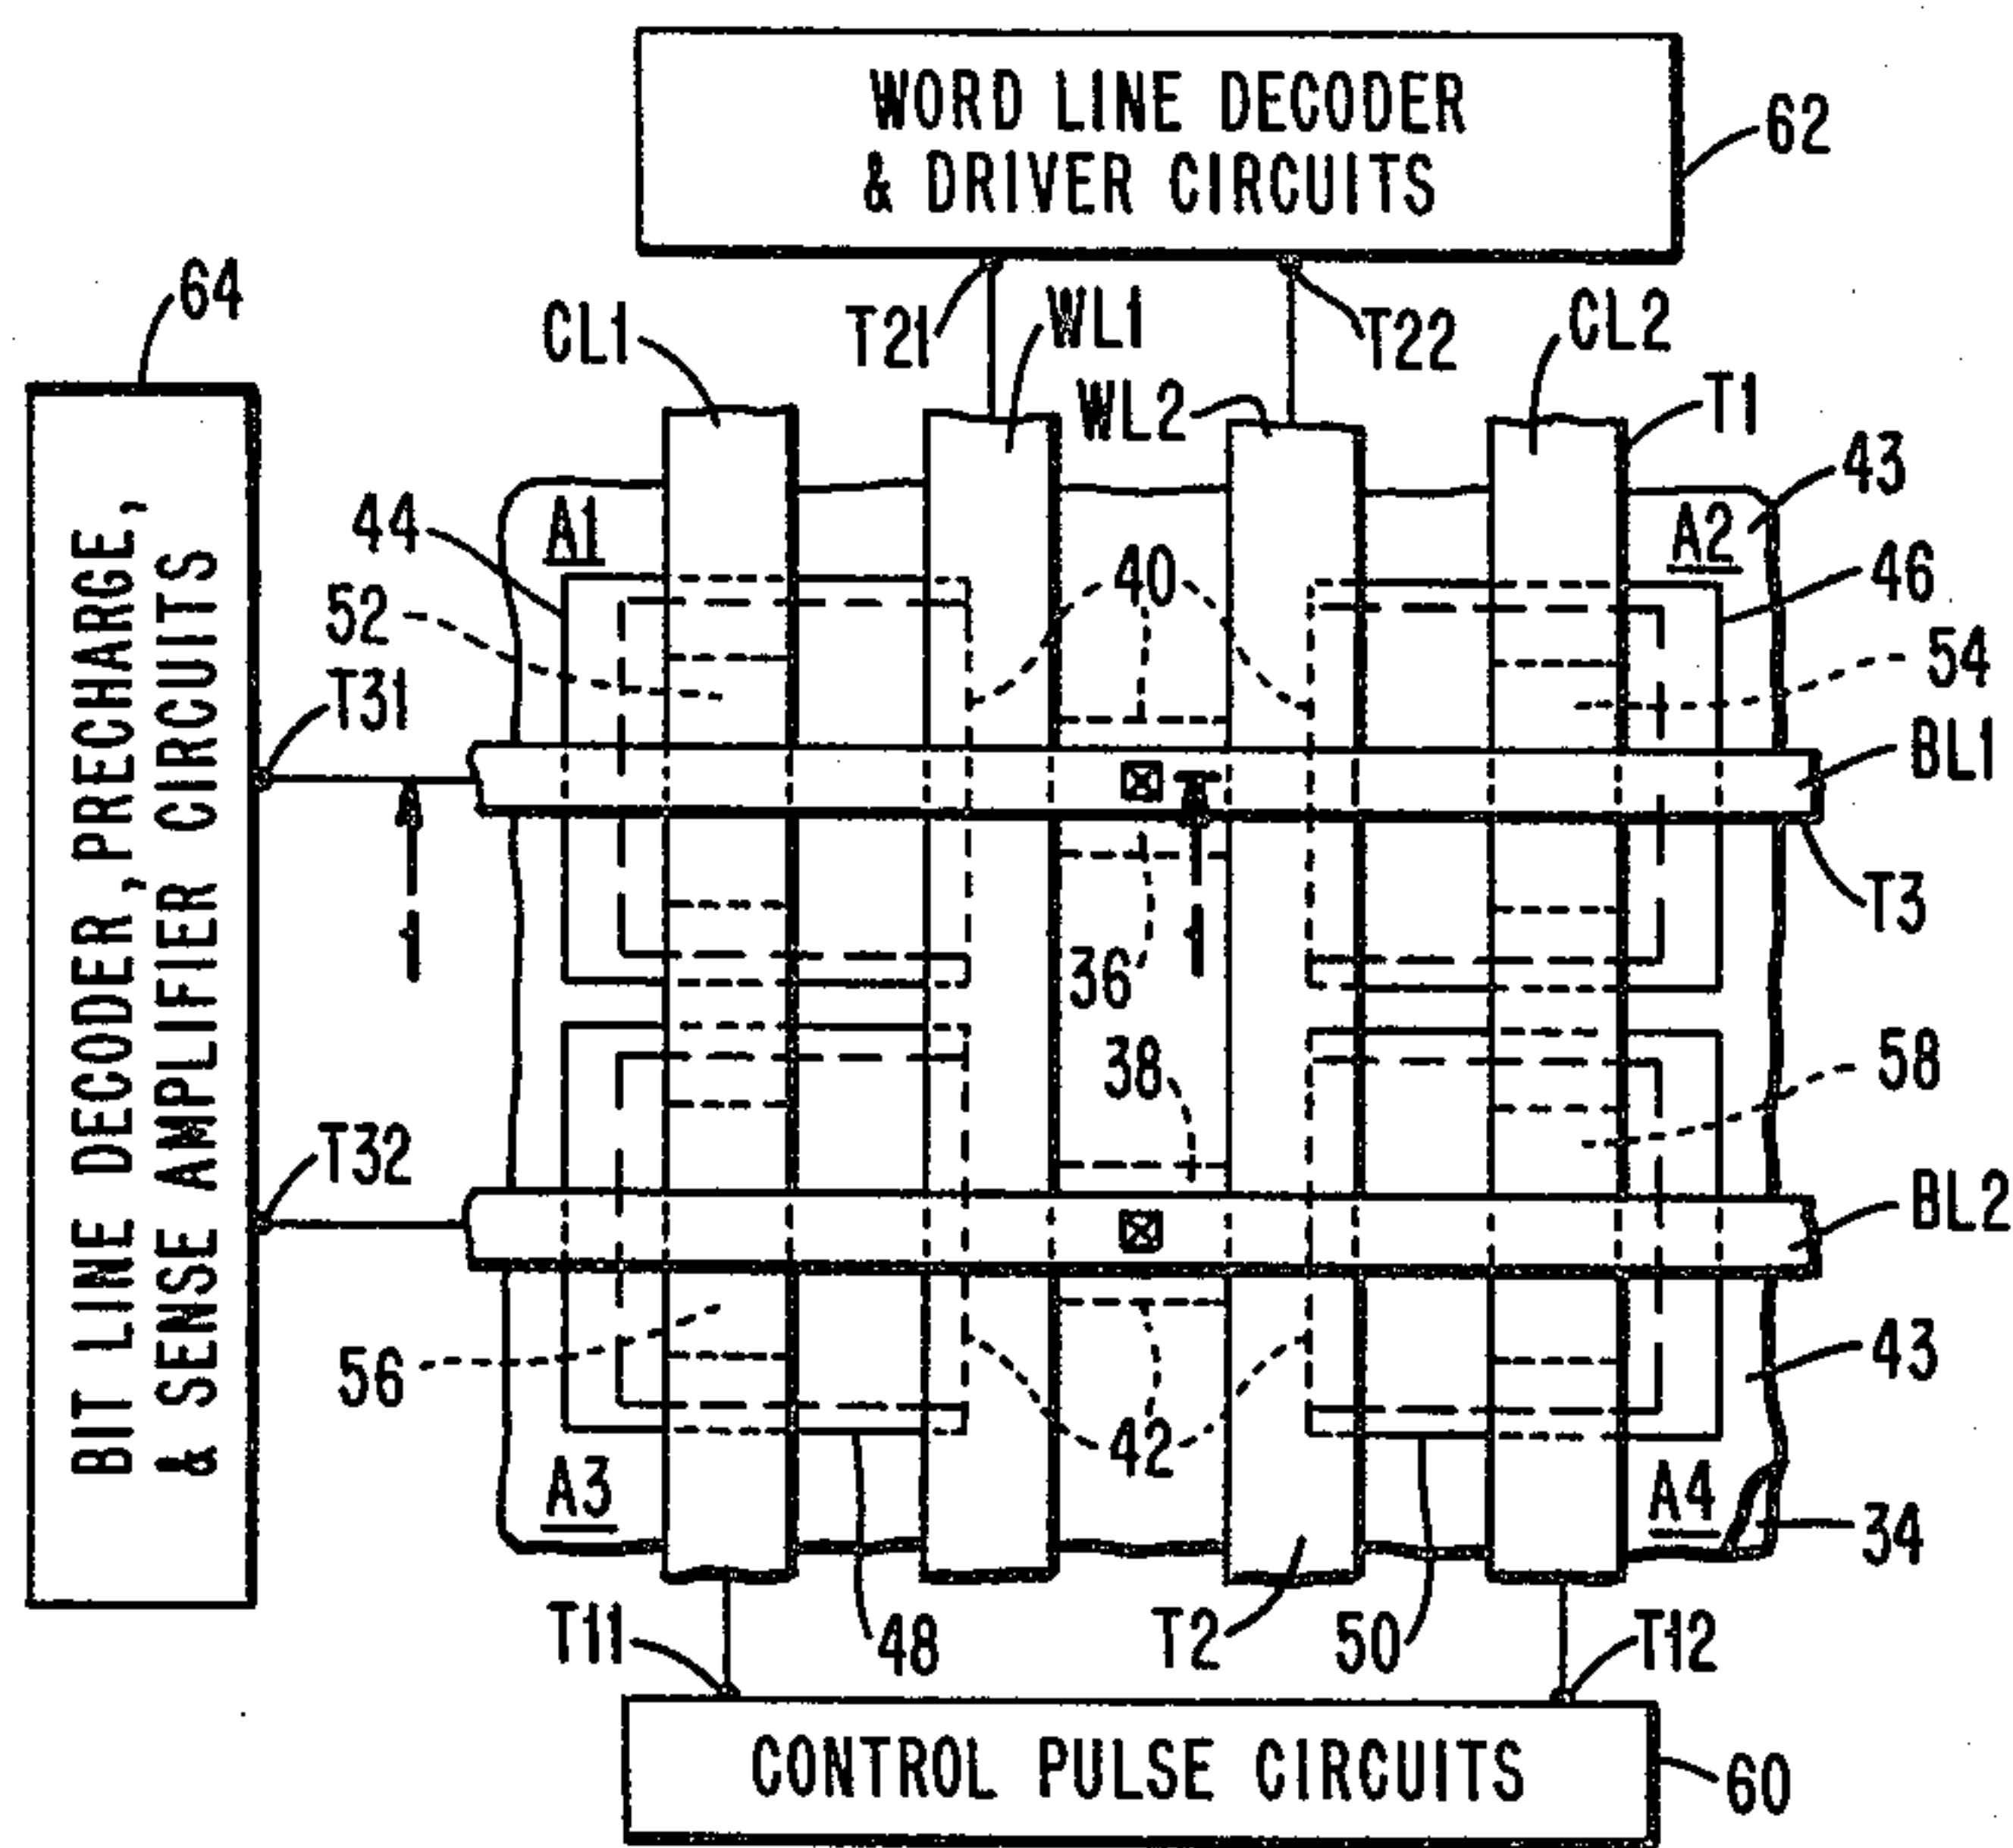 WORD LINE DECODER
& DRIVER CIRCUITS
62
64
BIT LINE DECODER, PRECHARGE,
& SENSE AMPLIFIER CIRCUITS
CL1
T21
WL1
WL2
T22
CL2
T1
43
44
A1
A2
40
46
52
54
T31
BL1
T3
1
36
1
38
58
T32
BL2
56
42
43
A3
A4
34
T11
48
T2
50
T12
CONTROL PULSE CIRCUITS
60